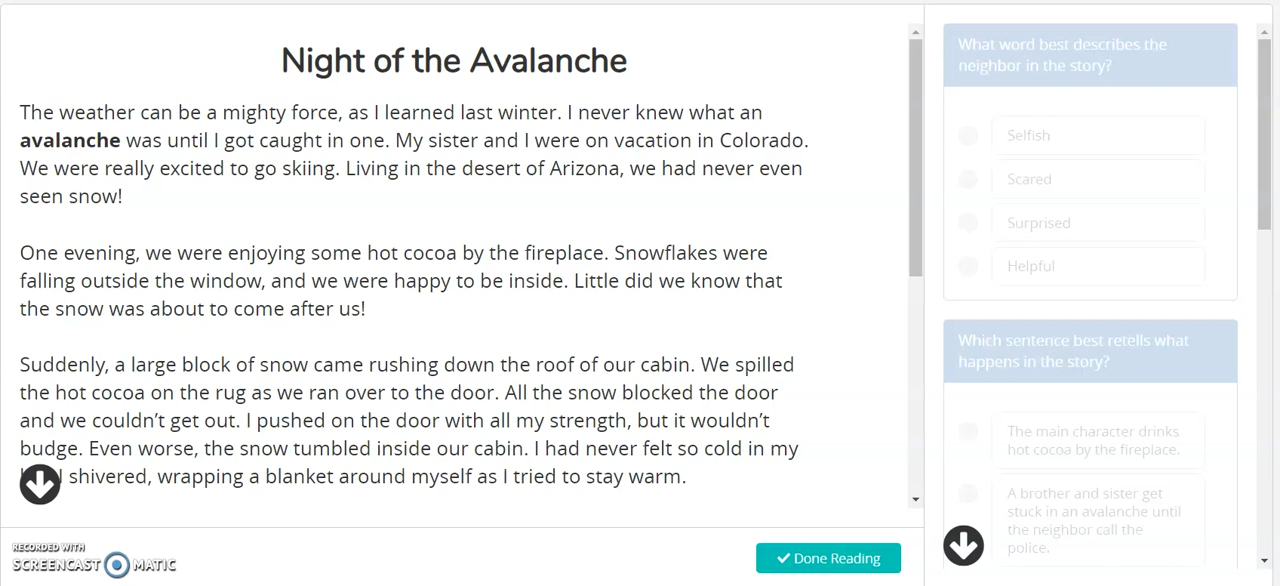 Night of the Avalanche
The weather can be a mighty force, as I learned last winter. I never knew what an
avalanche was until I got caught in one. My sister and I were on vacation in Colorado.
We were really excited to go skiing. Living in the desert of Arizona, we had never even
seen snow!
One evening, we were enjoying some hot cocoa by the fireplace. Snowflakes were
falling outside the window, and we were happy to be inside. Little did we know that
the snow was about to come after us!
Suddenly, a large block of snow came rushing down the roof of our cabin. We spilled
the hot cocoa on the rug as we ran over to the door. All the snow blocked the door
and we couldn't get out. I pushed on the door with all my strength, but it wouldn't
budge. Even worse, the snow tumbled inside our cabin. I had never felt so cold in my
I shivered, wrapping a blanket around myself as I tried to stay warm.
RECORDED WITH
SCREENCAST MATIC
Done Reading
What word best describes the
neighbor in the story?
Selfish
Scared
Surprised
Helpful
Which sentence best retells what
happens in the story?
The main character drinks
hot cocoa by the fireplace.
A brother and sister get
stuck in an avalanche until
the neighbor call the
police.